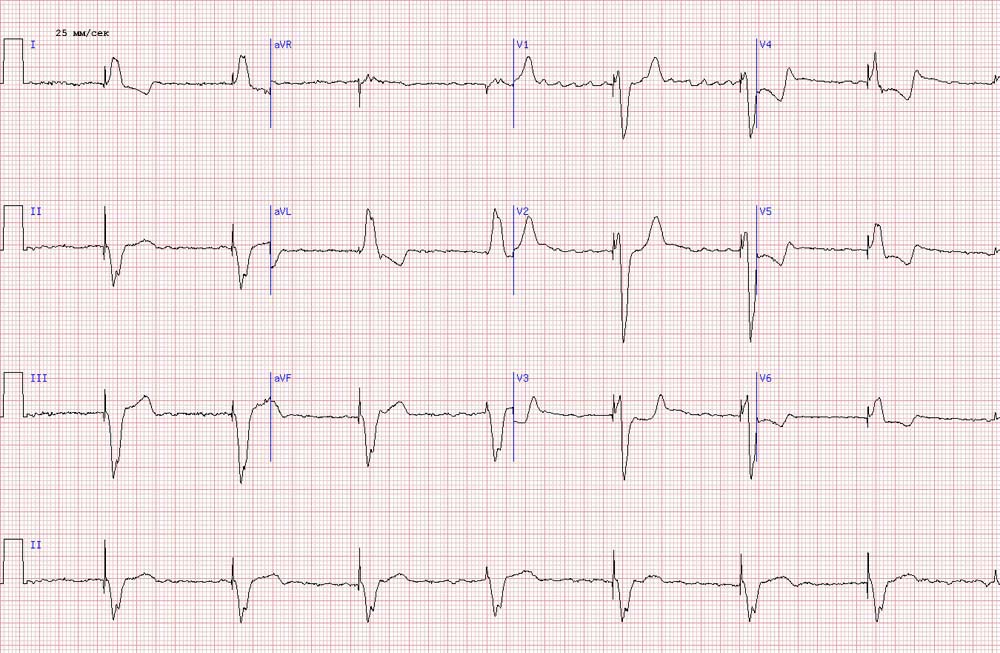 25 мм/сек
I aVR V1 V4
II aVL V2 V5
III aVF V3 V6
II